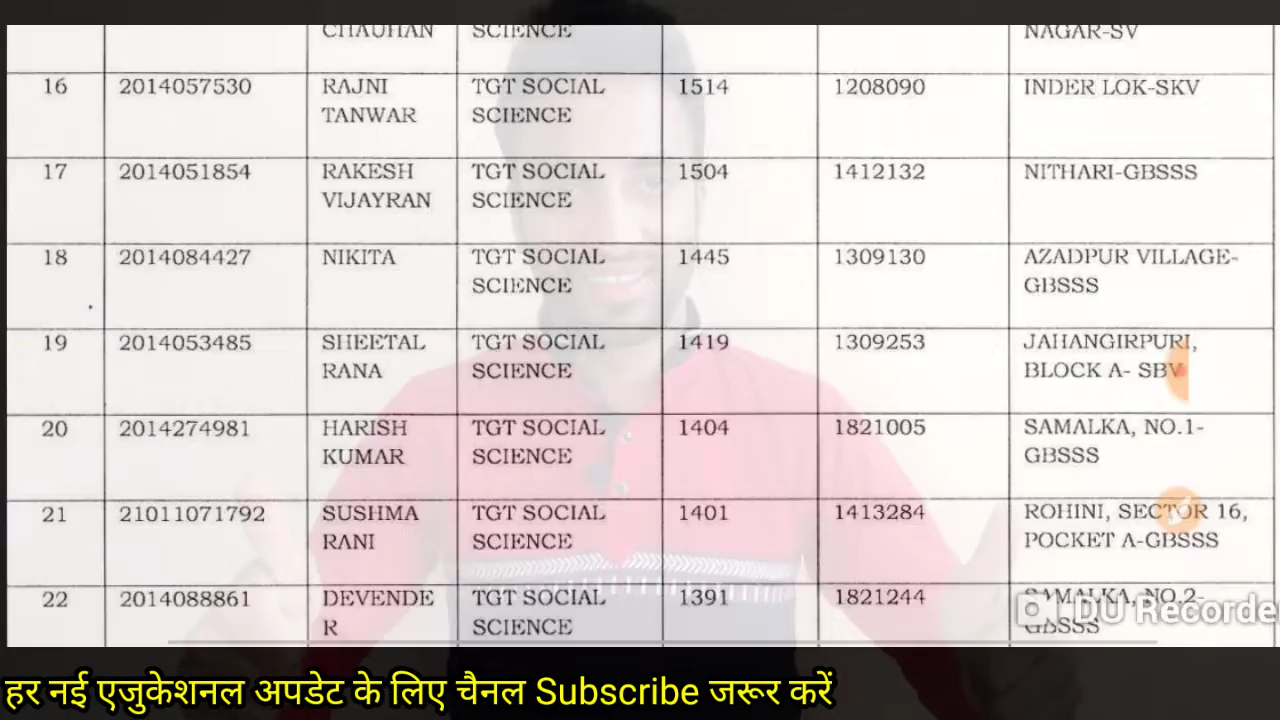 CHAUHAN SCIENCE NAGAR-SV
16 2014057530 RAJNI TGT SOCIAL 1514 1208090 INDER LOK-SKV
TANWAR SCIENCE
17 2014051854 RAKESH TGT SOCIAL 1504 1412132 NITHARI-GBSSS
VIJAYRAN SCIENCE
18 2014084427 NIKITA TGT SOCIAL 1445 1309130 AZADPUR VILLAGE-
SCIENCE GBSSS
19 2014053485 SHEETAL TGT SOCIAL 1419 1309253 JAHANGIRPURI,
RANA SCIENCE BLOCK A- SBV
20 2014274981 HARISH TGT SOCIAL 1404 1821005 SAMALKA, NO.1-
KUMAR SCIENCE GBSSS
21 21011071792 SUSHMA TGT SOCIAL 1401 1413284 ROHINI, SECTOR 16,
RANI SCIENCE POCKET A-GBSSS
22 2014088861 DEVENDE TGT SOCIAL 1391 1821244 SAMALKA, NO.2-
R SCIENCE GBSSS
DU Recorde
हर नई एजुकेशनल अपडेट के लिए चैनल Subscribe जरूर करें